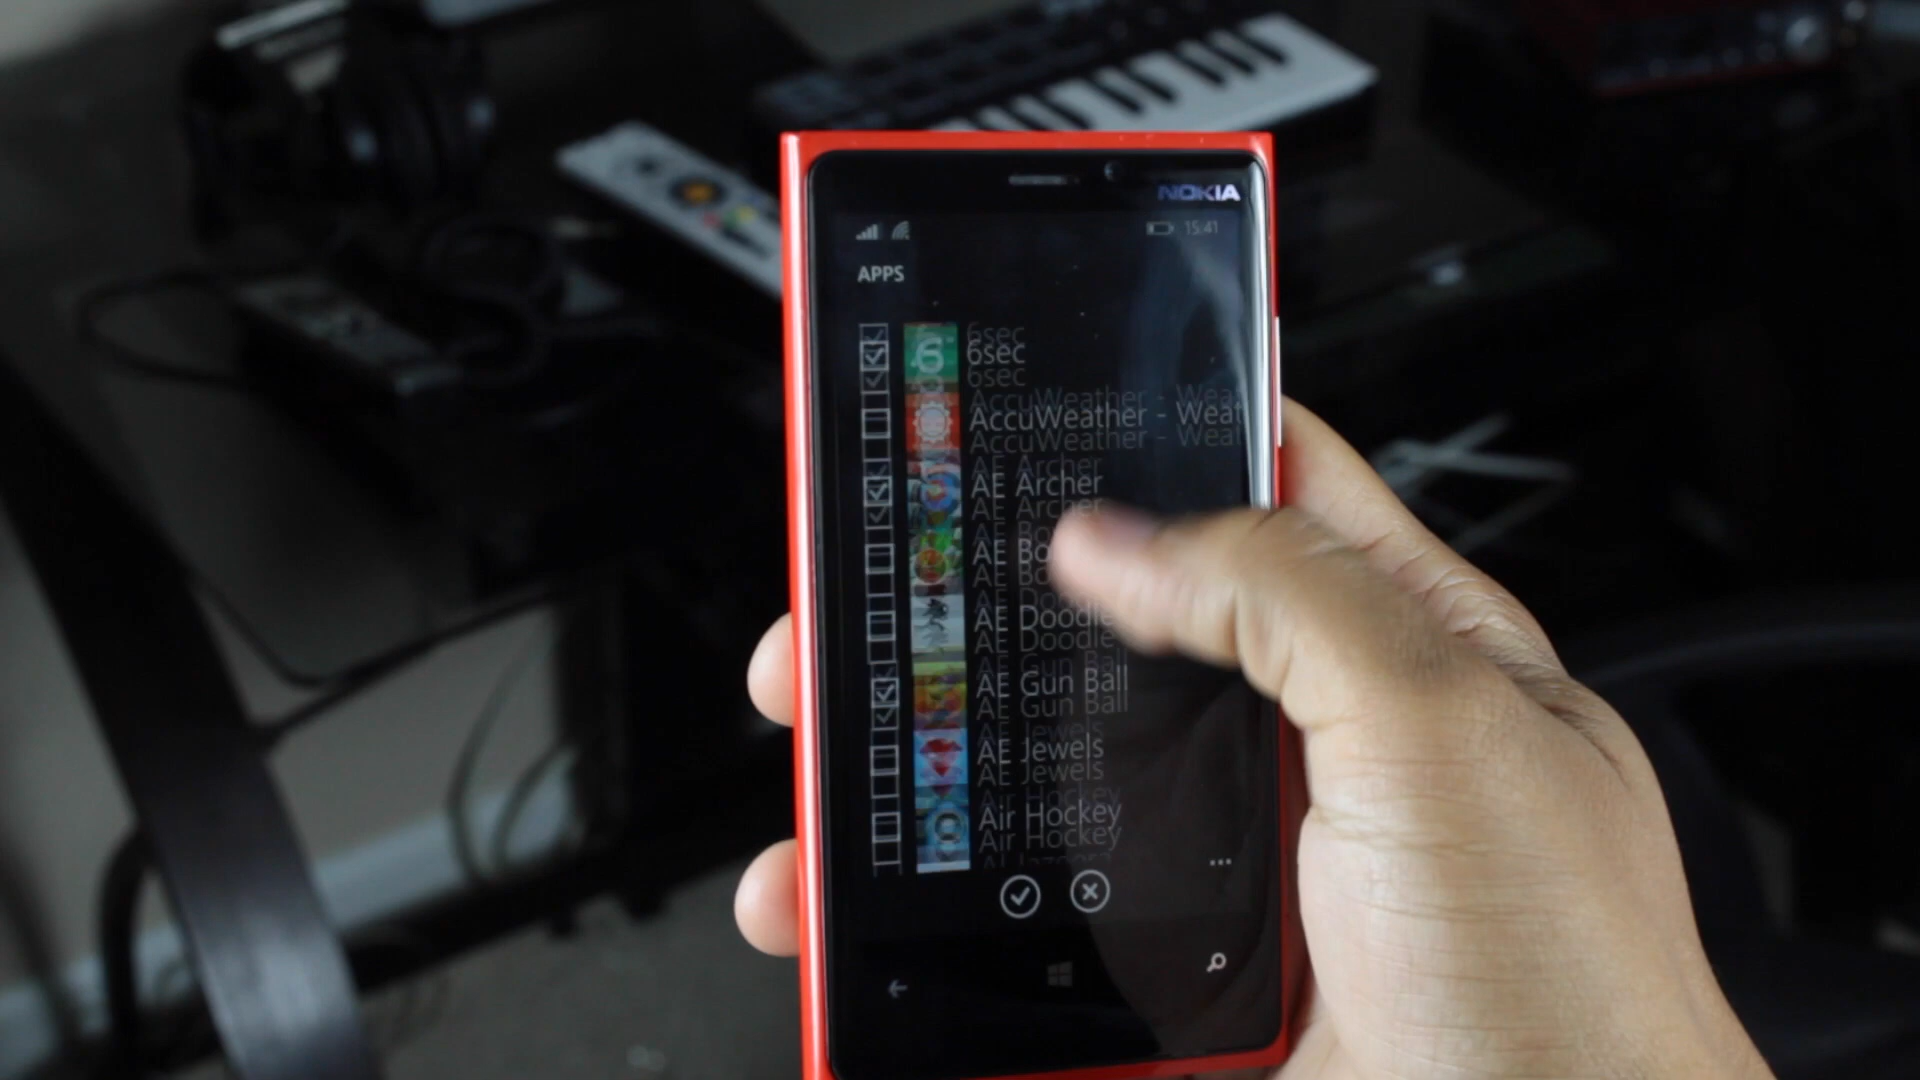 NOKIA
15:41
APPS
6sec
AccuWeather - Weat
AE Archer
AE Bo
AE Doodle
AE Gun Ball
AE Jewels
Air Hockey